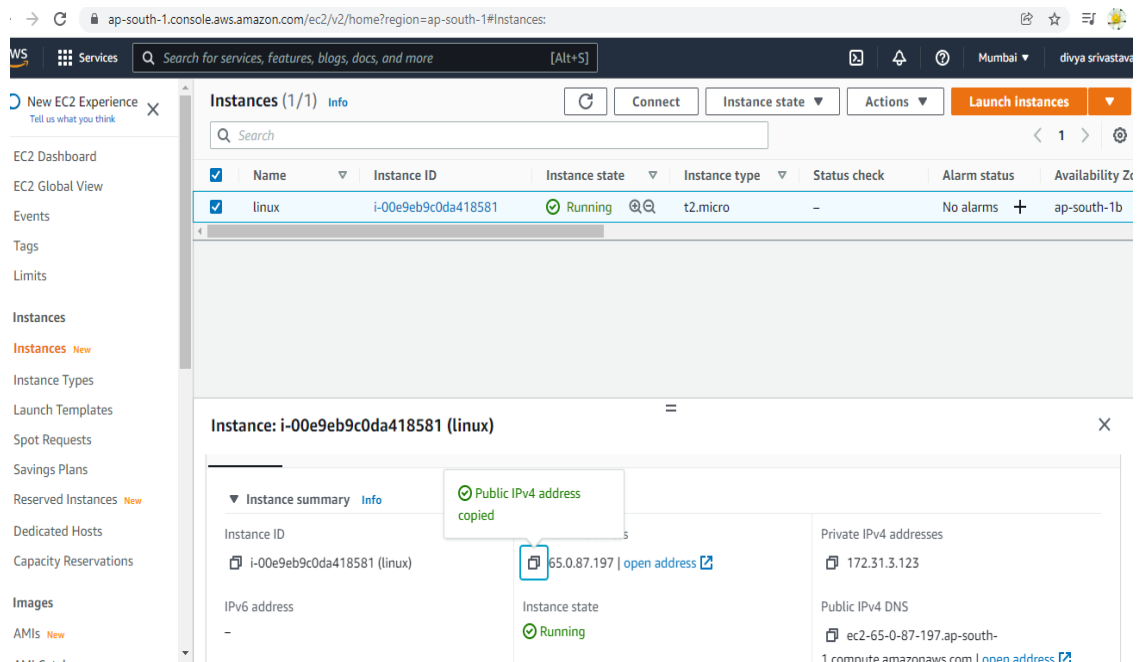 ap-south-1.console.aws.amazon.com/ec2/v2/home?region=ap-south-1#Instances:
WS Services Search for services, features, blogs, docs, and more [Alt+S] Mumbai ▼ divya srivastava
New EC2 Experience
Tell us what you think
EC2 Dashboard
EC2 Global View
Events
Tags
Limits
Instances
Instances New
Instance Types
Launch Templates
Spot Requests
Savings Plans
Reserved Instances New
Dedicated Hosts
Capacity Reservations
Images
AMIs New
Instances (1/1) Info Connect Instance state ▼ Actions ▼ Launch instances ▼
Search
1
Name Instance ID Instance state Instance type Status check Alarm status Availability Zo
linux i-00e9eb9c0da418581 Running t2.micro – No alarms + ap-south-1b
Instance: i-00e9eb9c0da418581 (linux)
▼ Instance summary Info
Public IPv4 address
copied
Instance ID
i-00e9eb9c0da418581 (linux)
s
65.0.87.197 | open address
Private IPv4 addresses
172.31.3.123
IPv6 address
–
Instance state
Running
Public IPv4 DNS
ec2-65-0-87-197.ap-south-
1.compute.amazonaws.com | open address